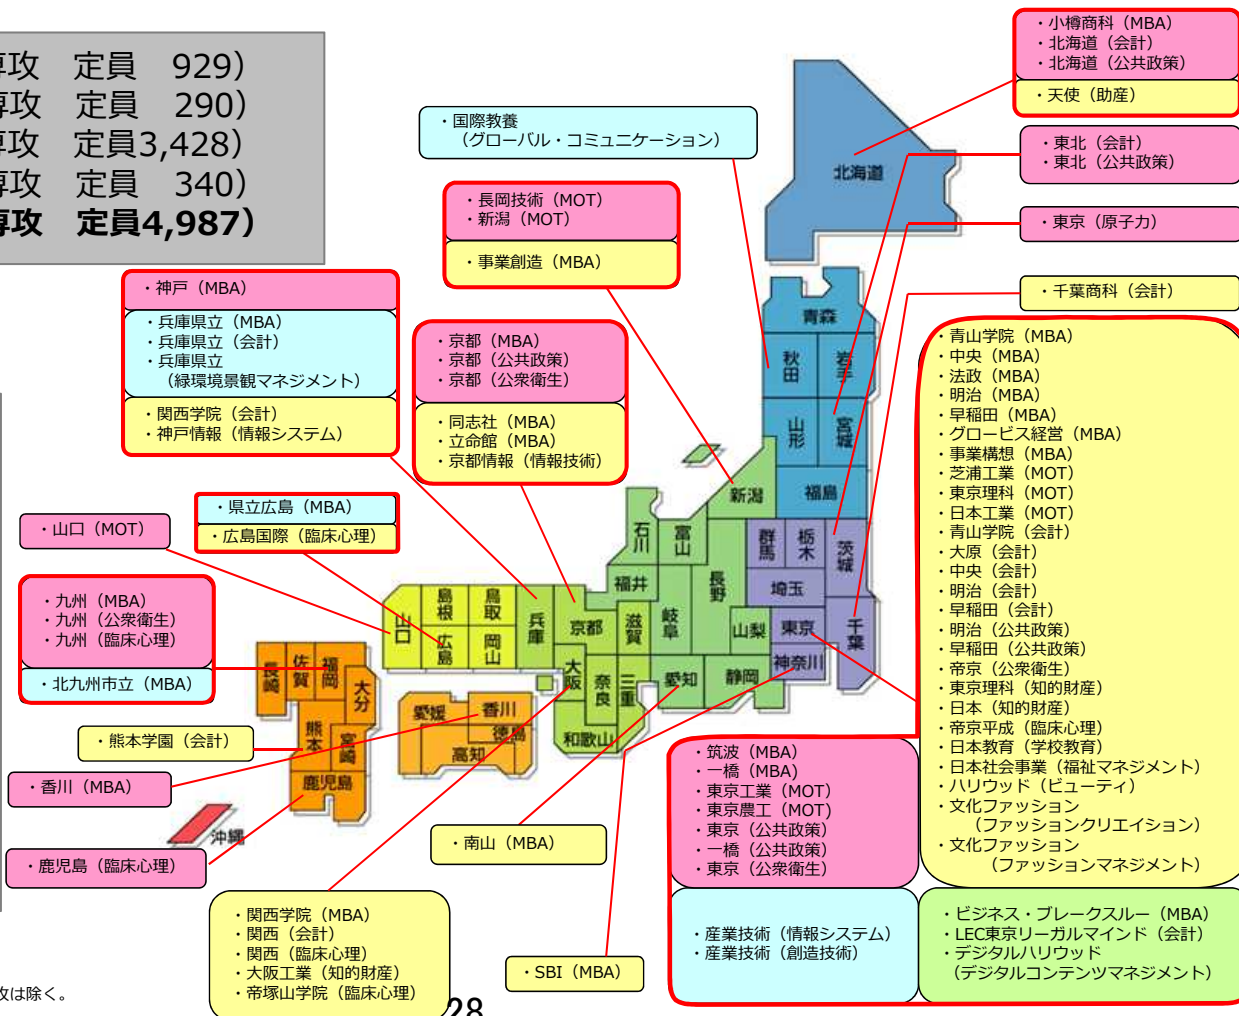 専攻　定員　929）
専攻　定員　290）
専攻　定員3,428）
専攻　定員　340）
専攻　定員4,987）
・小樽商科（MBA）
・北海道（会計）
・北海道（公共政策）
・天使（助産）
・国際教養
（グローバル・コミュニケーション）
・東北（会計）
・東北（公共政策）
・長岡技術（MOT）
・新潟（MOT）
・事業創造（MBA）
・東京（原子力）
・千葉商科（会計）
・神戸（MBA）
・兵庫県立（MBA）
・兵庫県立（会計）
・兵庫県立
（緑環境景観マネジメント）
・関西学院（会計）
・神戸情報（情報システム）
・京都（MBA）
・京都（公共政策）
・京都（公衆衛生）
・同志社（MBA）
・立命館（MBA）
・京都情報（情報技術）
・青山学院（MBA）
・中央（MBA）
・法政（MBA）
・明治（MBA）
・早稲田（MBA）
・グロービス経営（MBA）
・事業構想（MBA）
・芝浦工業（MOT）
・東京理科（MOT）
・日本工業（MOT）
・青山学院（会計）
・大原（会計）
・中央（会計）
・明治（会計）
・早稲田（会計）
・明治（公共政策）
・早稲田（公共政策）
・帝京（公衆衛生）
・東京理科（知的財産）
・日本（知的財産）
・帝京平成（臨床心理）
・日本教育（学校教育）
・日本社会事業（福祉マネジメント）
・ハリウッド（ビューティ）
・文化ファッション
（ファッションクリエイション）
・文化ファッション
（ファッションマネジメント）
・県立広島（MBA）
・広島国際（臨床心理）
・山口（MOT）
・九州（MBA）
・九州（公衆衛生）
・九州（臨床心理）
・北九州市立（MBA）
・熊本学園（会計）
・香川（MBA）
・鹿児島（臨床心理）
・南山（MBA）
・筑波（MBA）
・一橋（MBA）
・東京工業（MOT）
・東京農工（MOT）
・東京（公共政策）
・一橋（公共政策）
・東京（公衆衛生）
・産業技術（情報システム）
・産業技術（創造技術）
・ビジネス・ブレークスルー（MBA）
・LEC東京リーガルマインド（会計）
・デジタルハリウッド
（デジタルコンテンツマネジメント）
・関西学院（MBA）
・関西（会計）
・関西（臨床心理）
・大阪工業（知的財産）
・帝塚山学院（臨床心理）
・SBI（MBA）
北海道
青森
秋田
岩手
山形
宮城
新潟
福島
石川
富山
群馬
栃木
茨城
福井
長野
埼玉
岐阜
山梨
東京
千葉
神奈川
山口
島根
鳥取
広島
岡山
兵庫
京都
滋賀
大阪
奈良
三重
愛知
静岡
和歌山
長崎
佐賀
福岡
大分
熊本
宮崎
鹿児島
愛媛
香川
徳島
高知
沖縄
攻は除く。
28